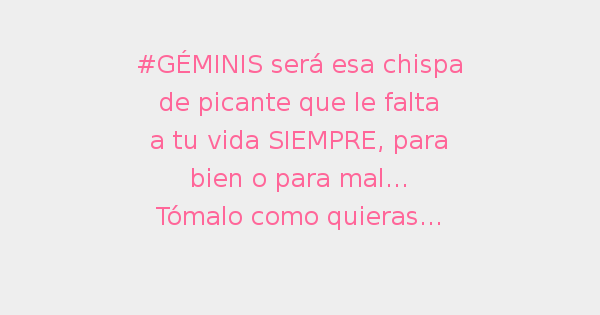 #GÉMINIS será esa chispa
de picante que le falta
a tu vida SIEMPRE, para
bien o para mal...
Tómalo como quieras...